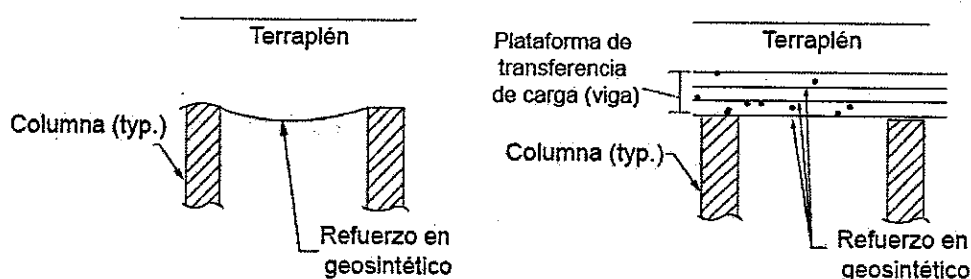 Terraplén
Columna (typ.)
Refuerzo en
geosintético
Plataforma de
transferencia
de carga (viga)
Terraplén
Columna (typ.)
Refuerzo en
geosintético